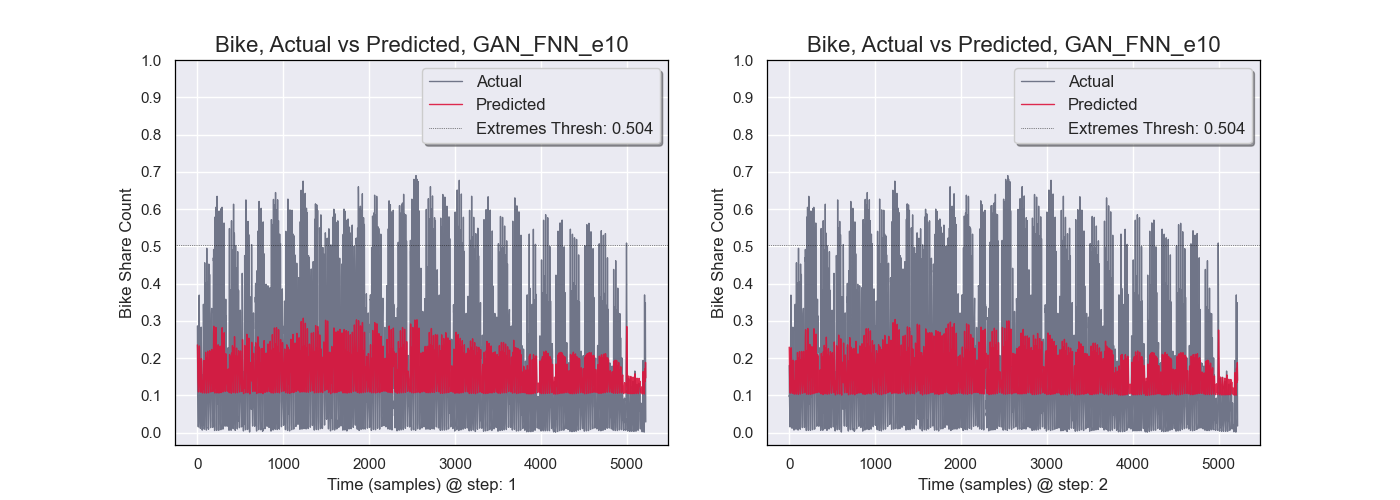 Bike, Actual vs Predicted, GAN_FNN_e10
1.0
0.9
0.8
0.7
0.6
0.5
0.4
0.3
0.2
0.1
0.0
Bike Share Count
Actual
Predicted
Extremes Thresh: 0.504
0 1000 2000 3000 4000 5000
Time (samples) @ step: 1
Bike, Actual vs Predicted, GAN_FNN_e10
1.0
0.9
0.8
0.7
0.6
0.5
0.4
0.3
0.2
0.1
0.0
Bike Share Count
Actual
Predicted
Extremes Thresh: 0.504
0 1000 2000 3000 4000 5000
Time (samples) @ step: 2